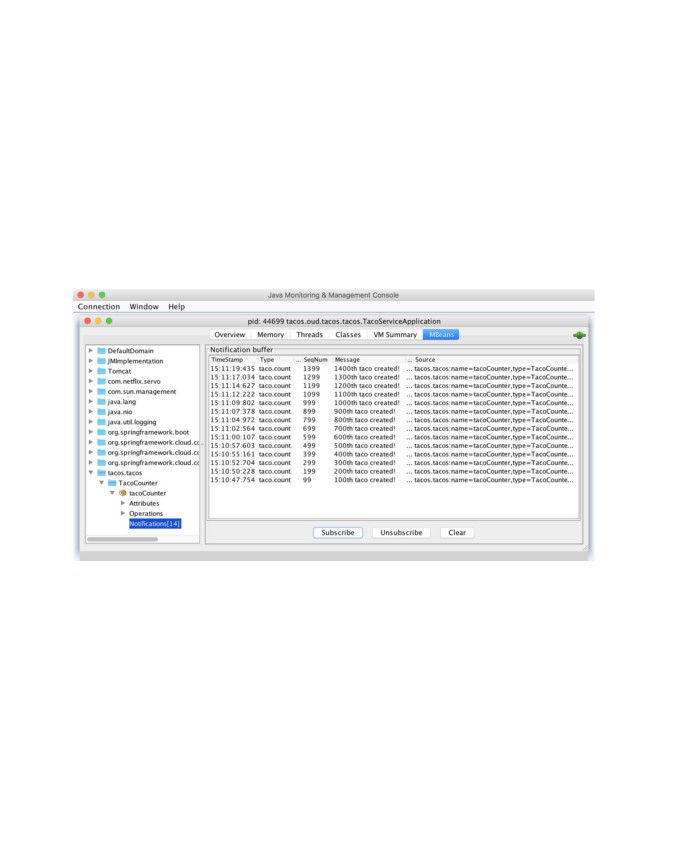 Java Monitoring & Management Console
Connection Window Help
pid: 44699 tacos.oud.tacos.tacos.TacoServiceApplication
Overview Memory Threads Classes VM Summary MBeans
DefaultDomain
JMImplementation
Tomcat
com.netflix.servo
com.sun.management
java.lang
java.nio
java.util.logging
org.springframework.boot
org.springframework.cloud.co
org.springframework.cloud.co
org.springframework.cloud.co
tacos.tacos
TacoCounter
tacoCounter
Attributes
Operations
Notifications[14]
Notification buffer
TimeStamp Type ... SeqNum Message ... Source
15:11:19:435 taco.count 1399 1400th taco created! ... tacos.tacos:name=tacoCounter,type=TacoCounte...
15:11:17:034 taco.count 1299 1300th taco created! ... tacos.tacos:name=tacoCounter,type=TacoCounte...
15:11:14:627 taco.count 1199 1200th taco created! ... tacos.tacos:name=tacoCounter,type=TacoCounte...
15:11:12:222 taco.count 1099 1100th taco created! ... tacos.tacos:name=tacoCounter,type=TacoCounte...
15:11:09:802 taco.count 999 1000th taco created! ... tacos.tacos:name=tacoCounter,type=TacoCounte...
15:11:07:378 taco.count 899 900th taco created! ... tacos.tacos:name=tacoCounter,type=TacoCounte...
15:11:04:972 taco.count 799 800th taco created! ... tacos.tacos:name=tacoCounter,type=TacoCounte...
15:11:02:564 taco.count 699 700th taco created! ... tacos.tacos:name=tacoCounter,type=TacoCounte...
15:11:00:107 taco.count 599 600th taco created! ... tacos.tacos:name=tacoCounter,type=TacoCounte...
15:10:57:603 taco.count 499 500th taco created! ... tacos.tacos:name=tacoCounter,type=TacoCounte...
15:10:55:161 taco.count 399 400th taco created! ... tacos.tacos:name=tacoCounter,type=TacoCounte...
15:10:52:704 taco.count 299 300th taco created! ... tacos.tacos:name=tacoCounter,type=TacoCounte...
15:10:50:228 taco.count 199 200th taco created! ... tacos.tacos:name=tacoCounter,type=TacoCounte...
15:10:47:754 taco.count 99 100th taco created! ... tacos.tacos:name=tacoCounter,type=TacoCounte...
Subscribe Unsubscribe Clear